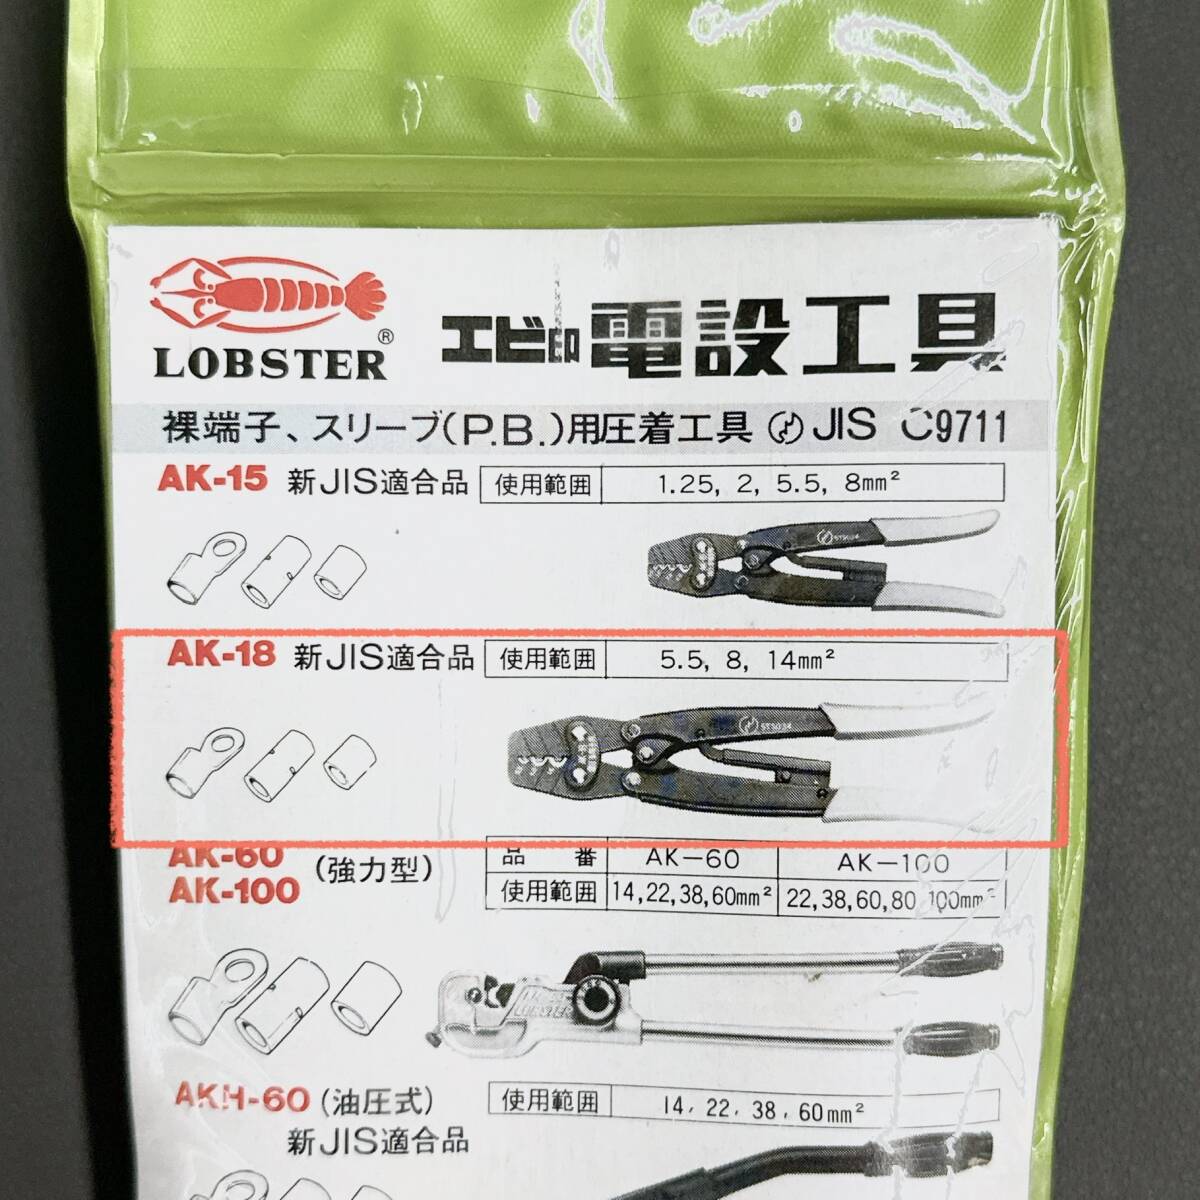 LOBSTER®
エビ印電設工具
裸端子、スリーブ(P.B.)用圧着工具 JIS C9711
AK-15 新JIS適合品 使用範囲 1.25, 2, 5.5, 8mm²
AK-18 新JIS適合品 使用範囲 5.5, 8, 14mm²
ST5034
AK-60
AK-100
(強力型)
品番 AK-60 AK-100
使用範囲 14,22,38,60mm² 22,38,60,80,100mm²
LOBSTER
AKH-60 (油圧式) 使用範囲 14, 22, 38, 60mm²
新JIS適合品